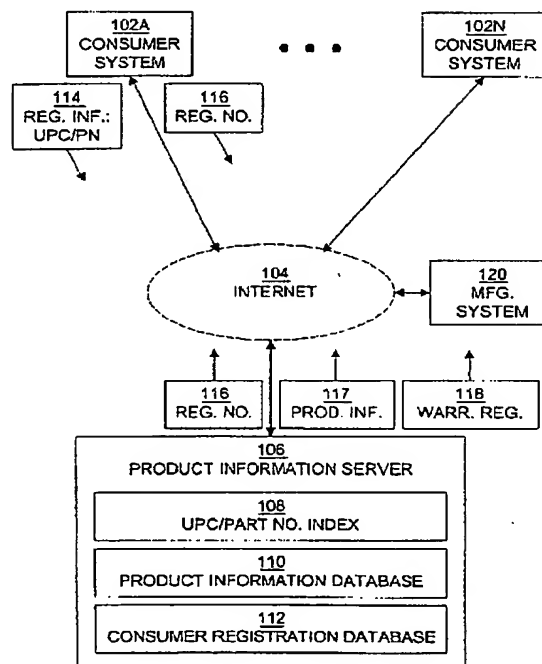 102A
CONSUMER
SYSTEM
102N
CONSUMER
SYSTEM
114
REG. INF.:
UPC/PN
116
REG. NO.
104
INTERNET
120
MFG.
SYSTEM
116
REG. NO.
117
PROD. INF.
118
WARR. REG.
106
PRODUCT INFORMATION SERVER
108
UPC/PART NO. INDEX
110
PRODUCT INFORMATION DATABASE
112
CONSUMER REGISTRATION DATABASE